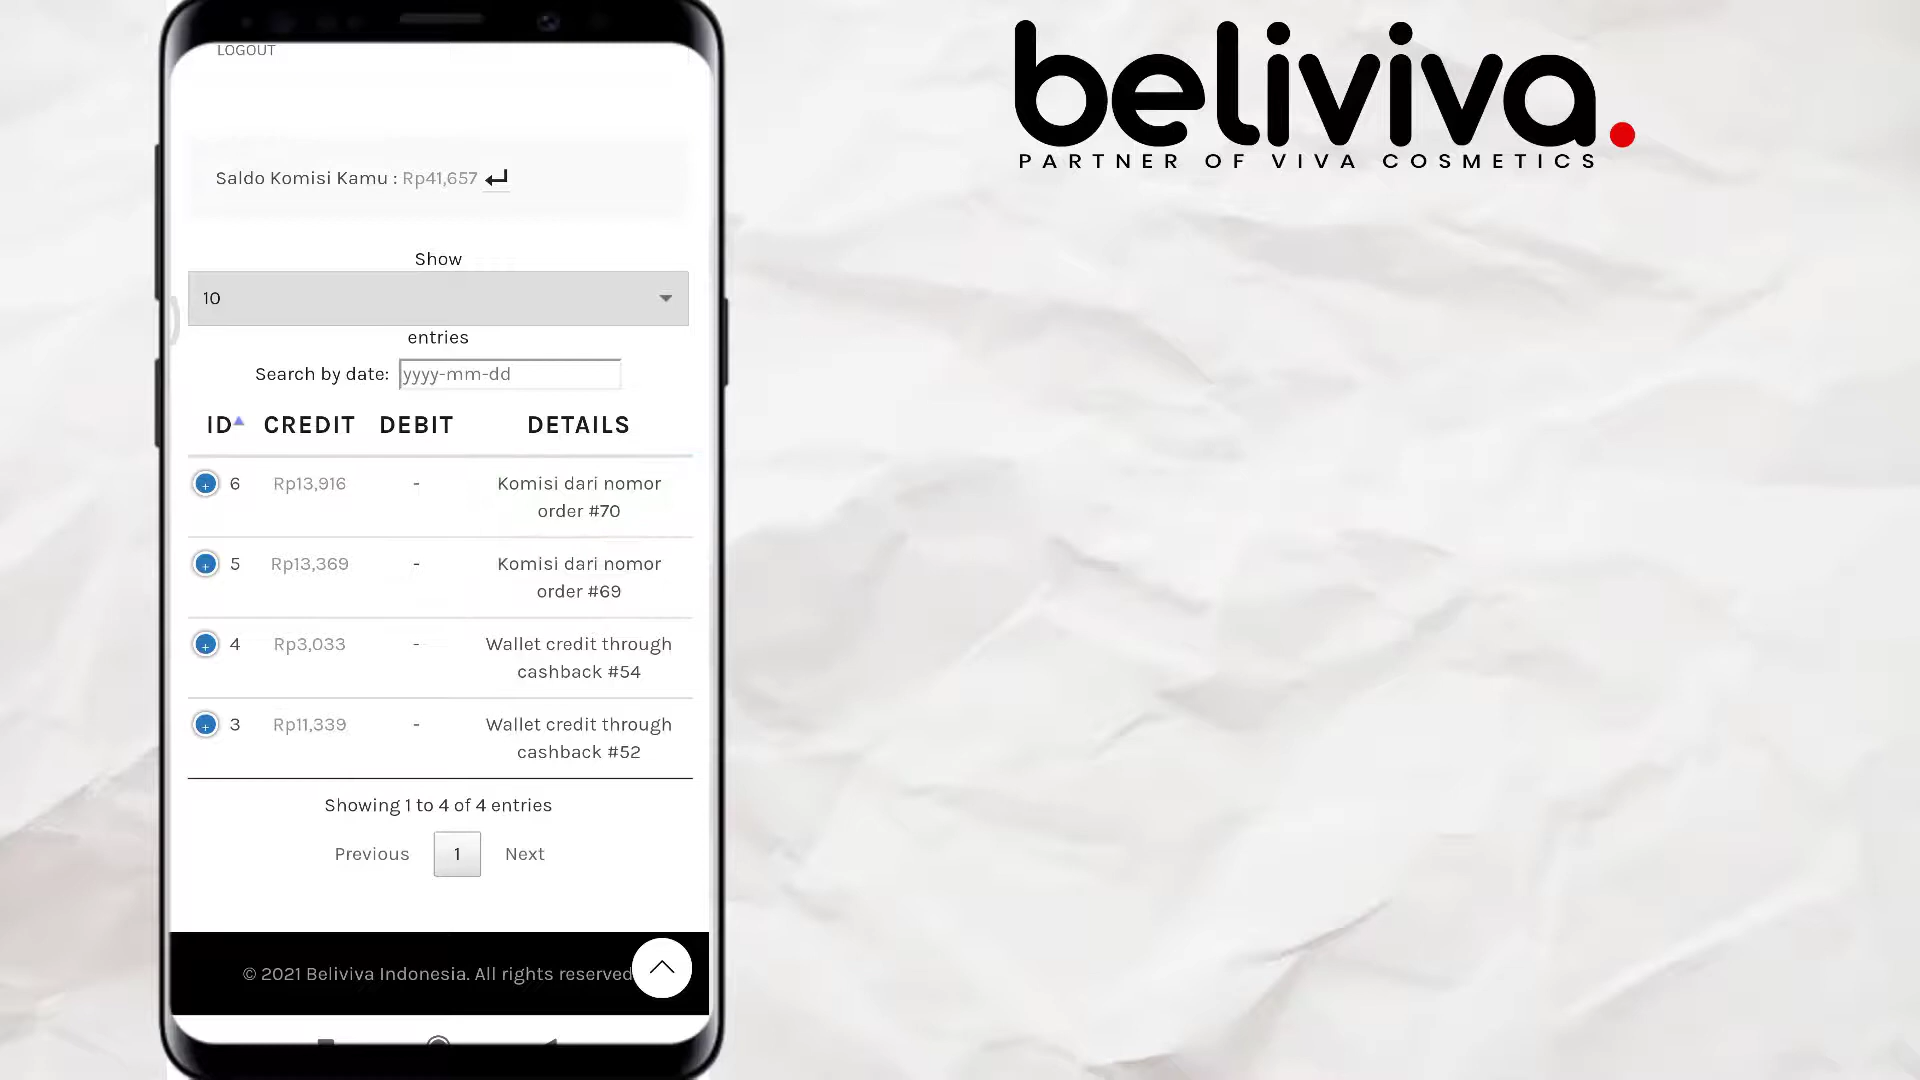 LOGOUT
Saldo Komisi Kamu : Rp41,657
Show
10
entries
Search by date: yyyy-mm-dd
ID CREDIT DEBIT DETAILS
6 Rp13,916 - Komisi dari nomor
order #70
5 Rp13,369 - Komisi dari nomor
order #69
4 Rp3,033 - Wallet credit through
cashback #54
3 Rp11,339 - Wallet credit through
cashback #52
Showing 1 to 4 of 4 entries
Previous 1 Next
© 2021 Beliviva Indonesia. All rights reserved
beliviva.
PARTNER OF VIVA COSMETICS